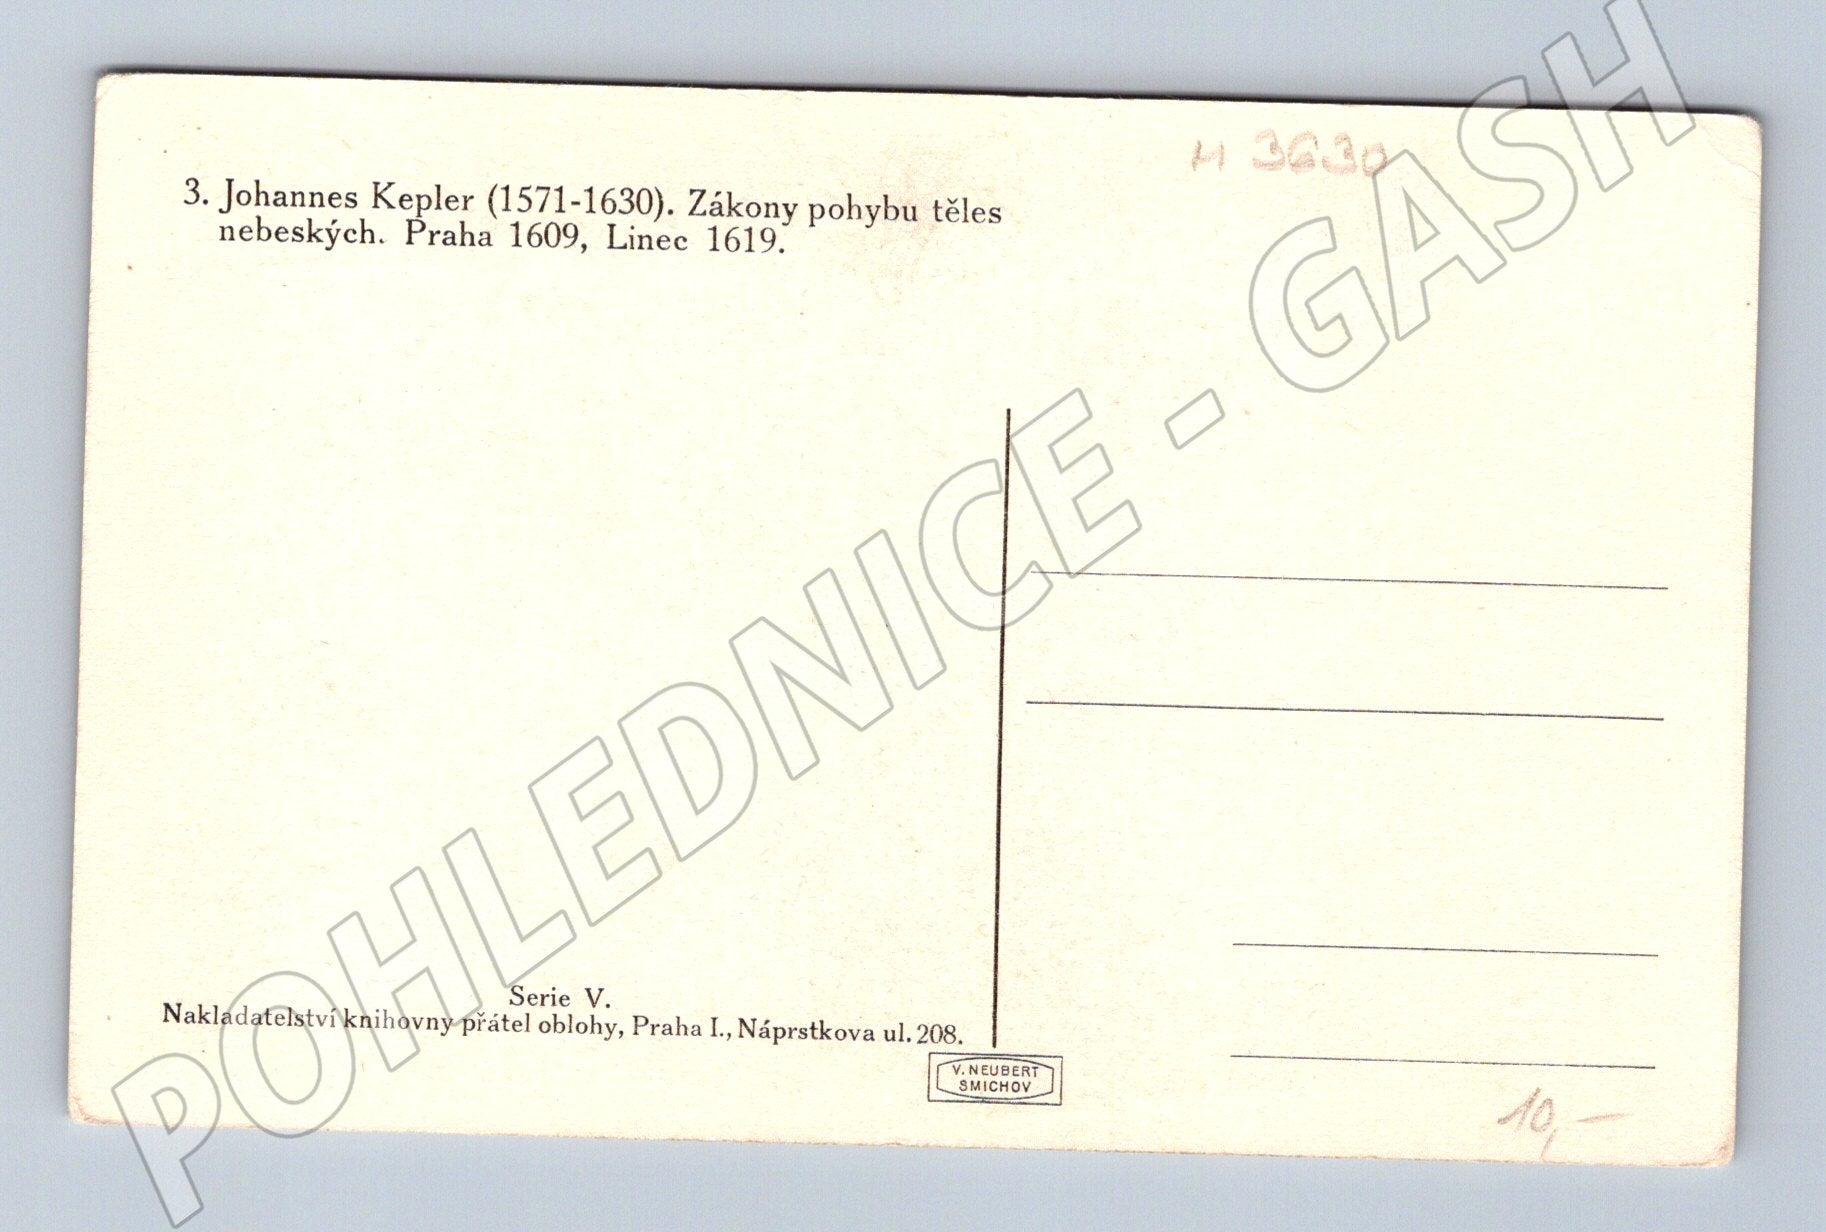 H 3630
3. Johannes Kepler (1571-1630). Zákony pohybu těles
nebeských. Praha 1609, Linec 1619.
POHLEDNICE - GASH
Serie V.
Nakladatelství knihovny přátel oblohy, Praha I., Náprstkova ul. 208.
V. NEUBERT
SMICHOV
10,-